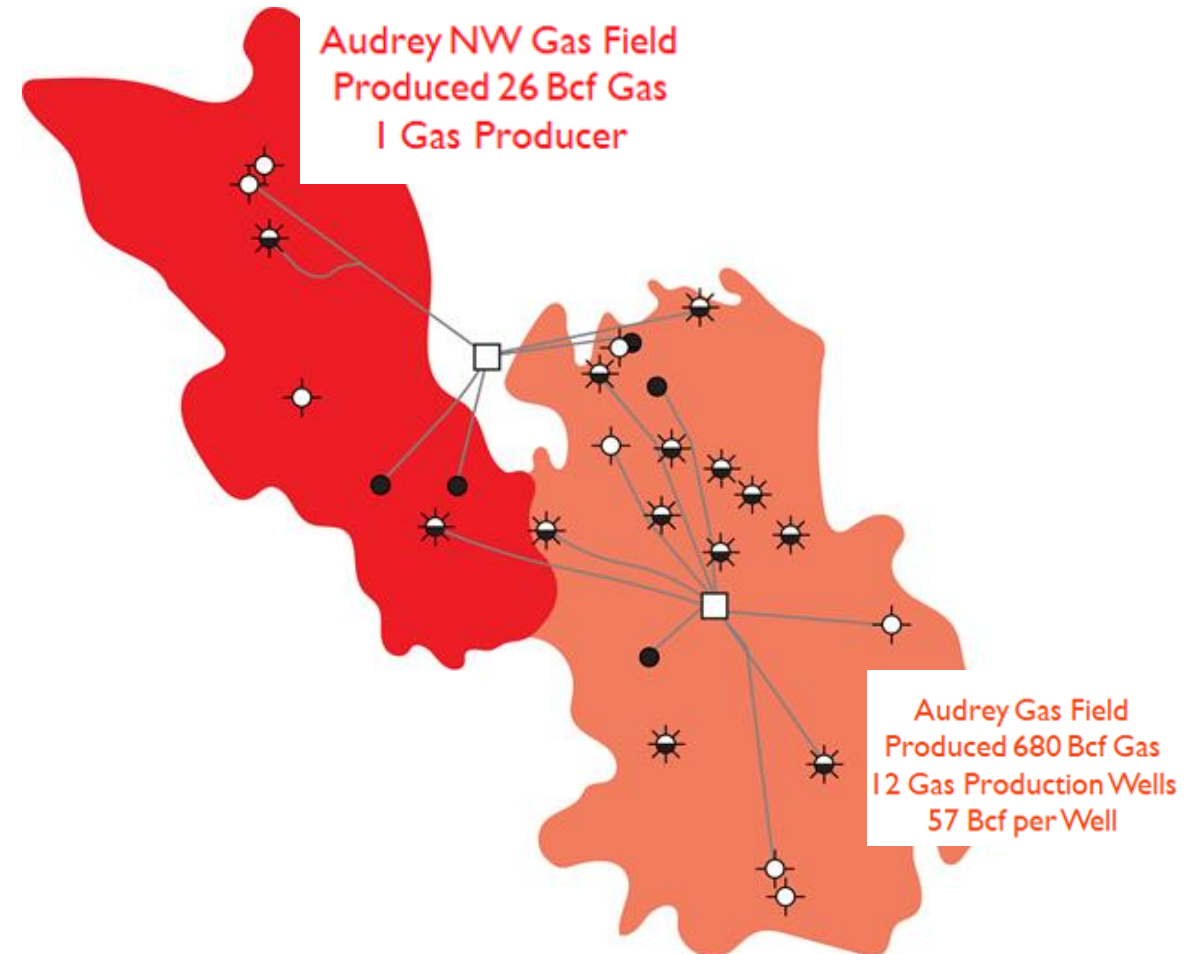 Audrey NW Gas Field
Produced 26 Bcf Gas
1 Gas Producer
Audrey Gas Field
Produced 680 Bcf Gas
12 Gas Production Wells
57 Bcf per Well